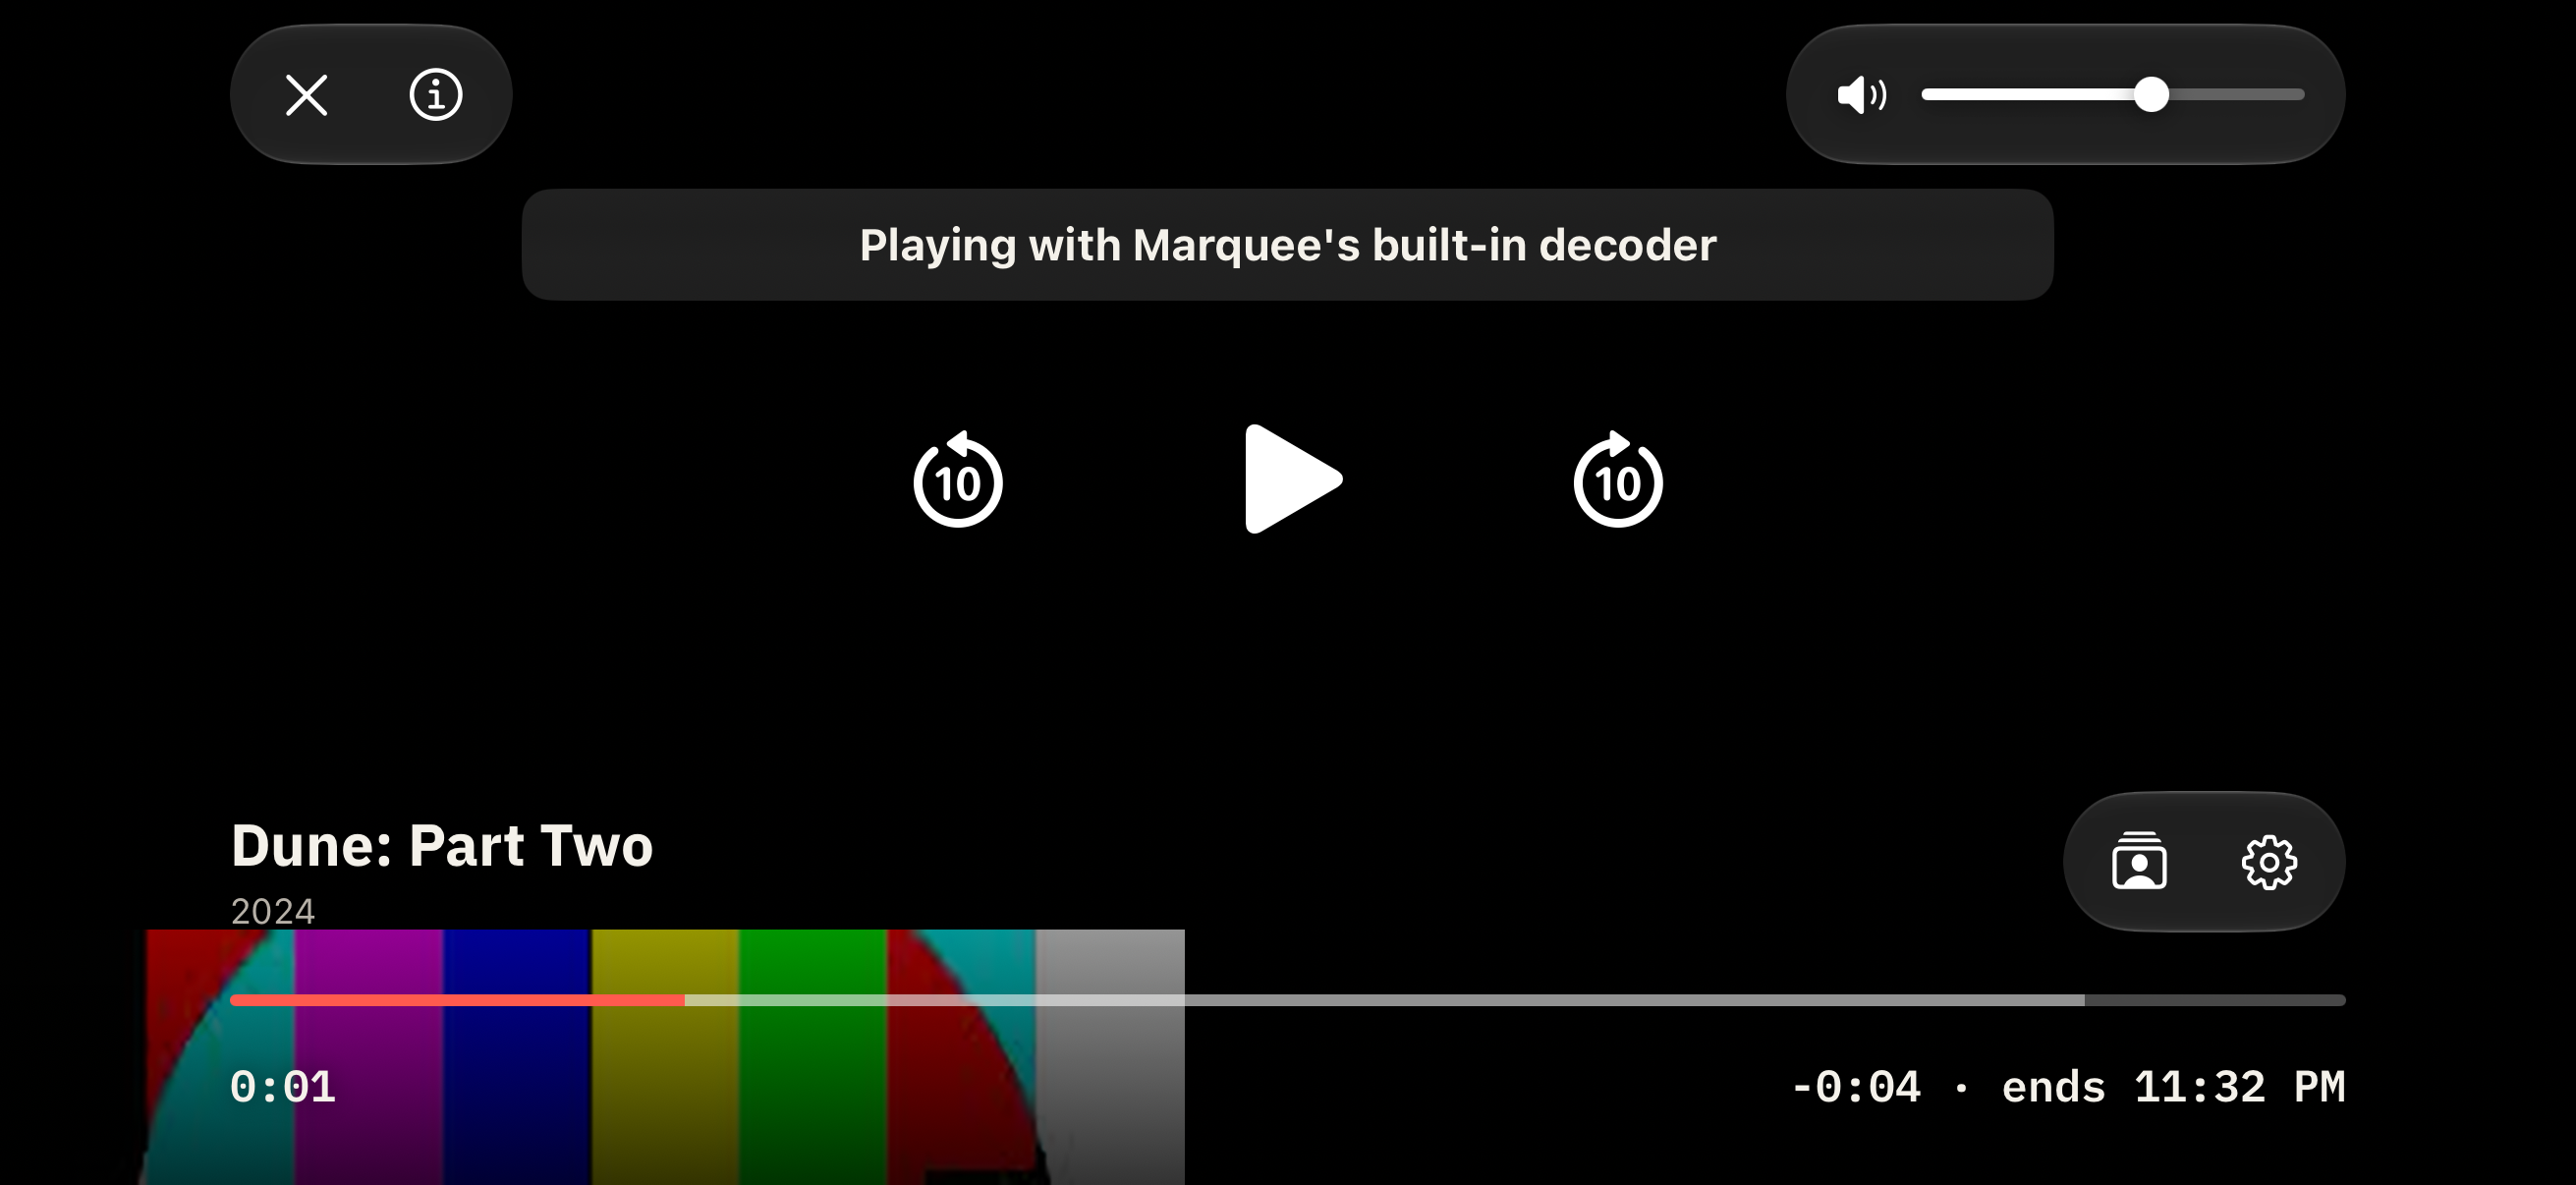 Playing with Marquee's built-in decoder
10
10
Dune: Part Two
2024
0:01
-0:04 · ends 11:32 PM